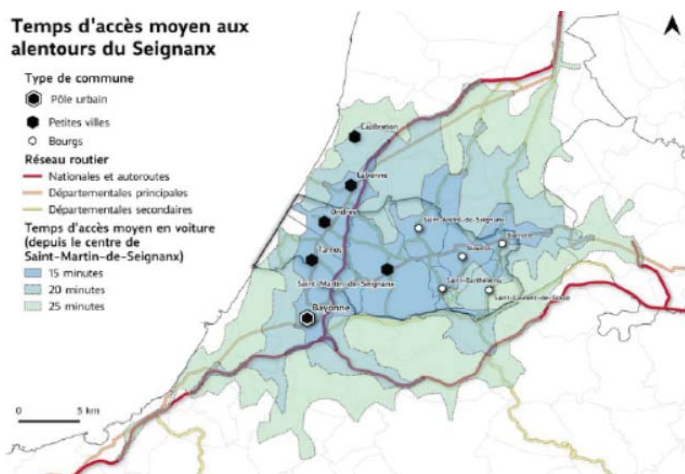 Temps d'accès moyen aux
alentours du Seignanx
Type de commune
Pôle urbain
Petites villes
Bourgs
Réseau routier
Nationales et autoroutes
Départementales principales
Départementales secondaires
Temps d'accès moyen en voiture
(depuis le centre de
Saint-Martin-de-Seignanx)
15 minutes
20 minutes
25 minutes
0 5 km
Capbreton
Labenne
Ondres
Saint-André-de-Seignanx
Tarnos
Saint-Martin-de-Seignanx
Saint-Barthélemy
Saint-Laurent-de-Gosse
Bayonne